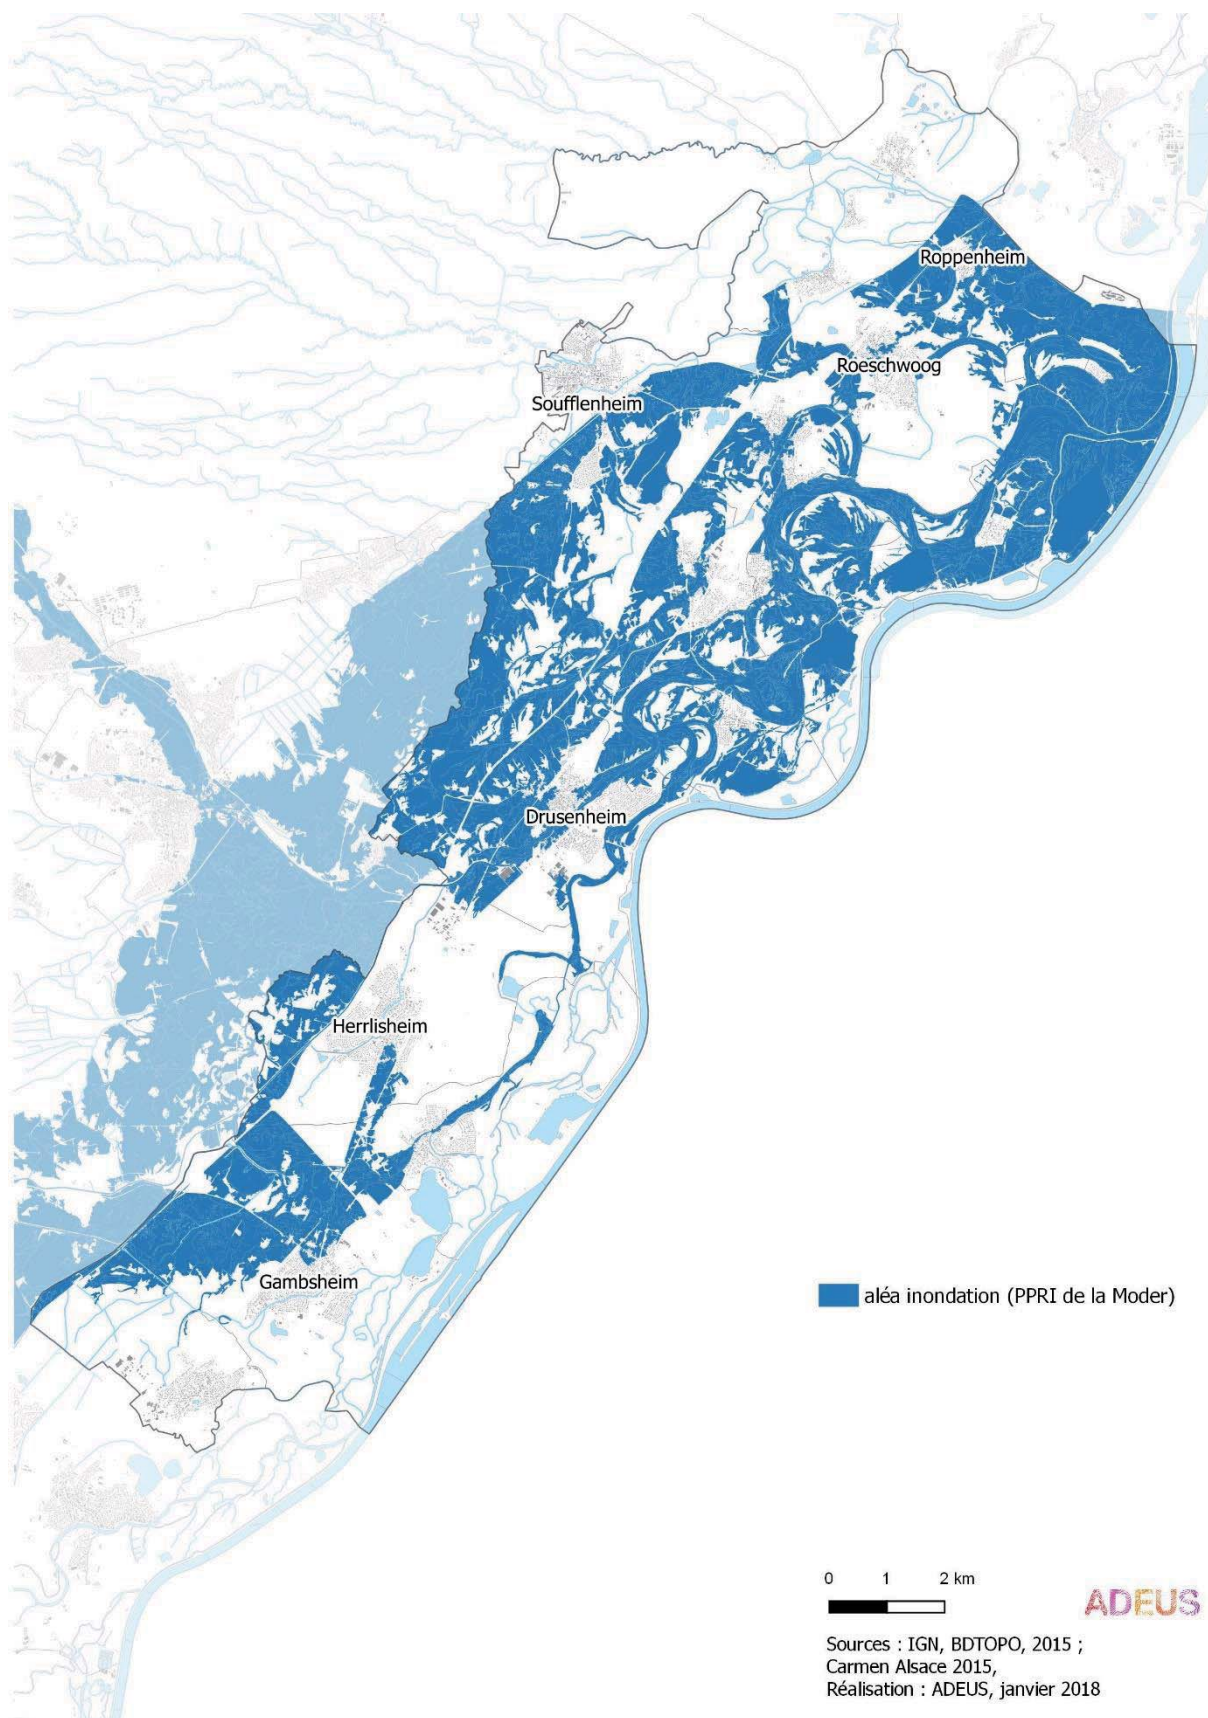 Roppenheim
Roeschwoog
Soufflenheim
Drusenheim
Herrlisheim
Gambsheim
aléa inondation (PPRI de la Moder)
0 1 2 km
ADEUS
Sources : IGN, BDTOPO, 2015 ;
Carmen Alsace 2015,
Réalisation : ADEUS, janvier 2018